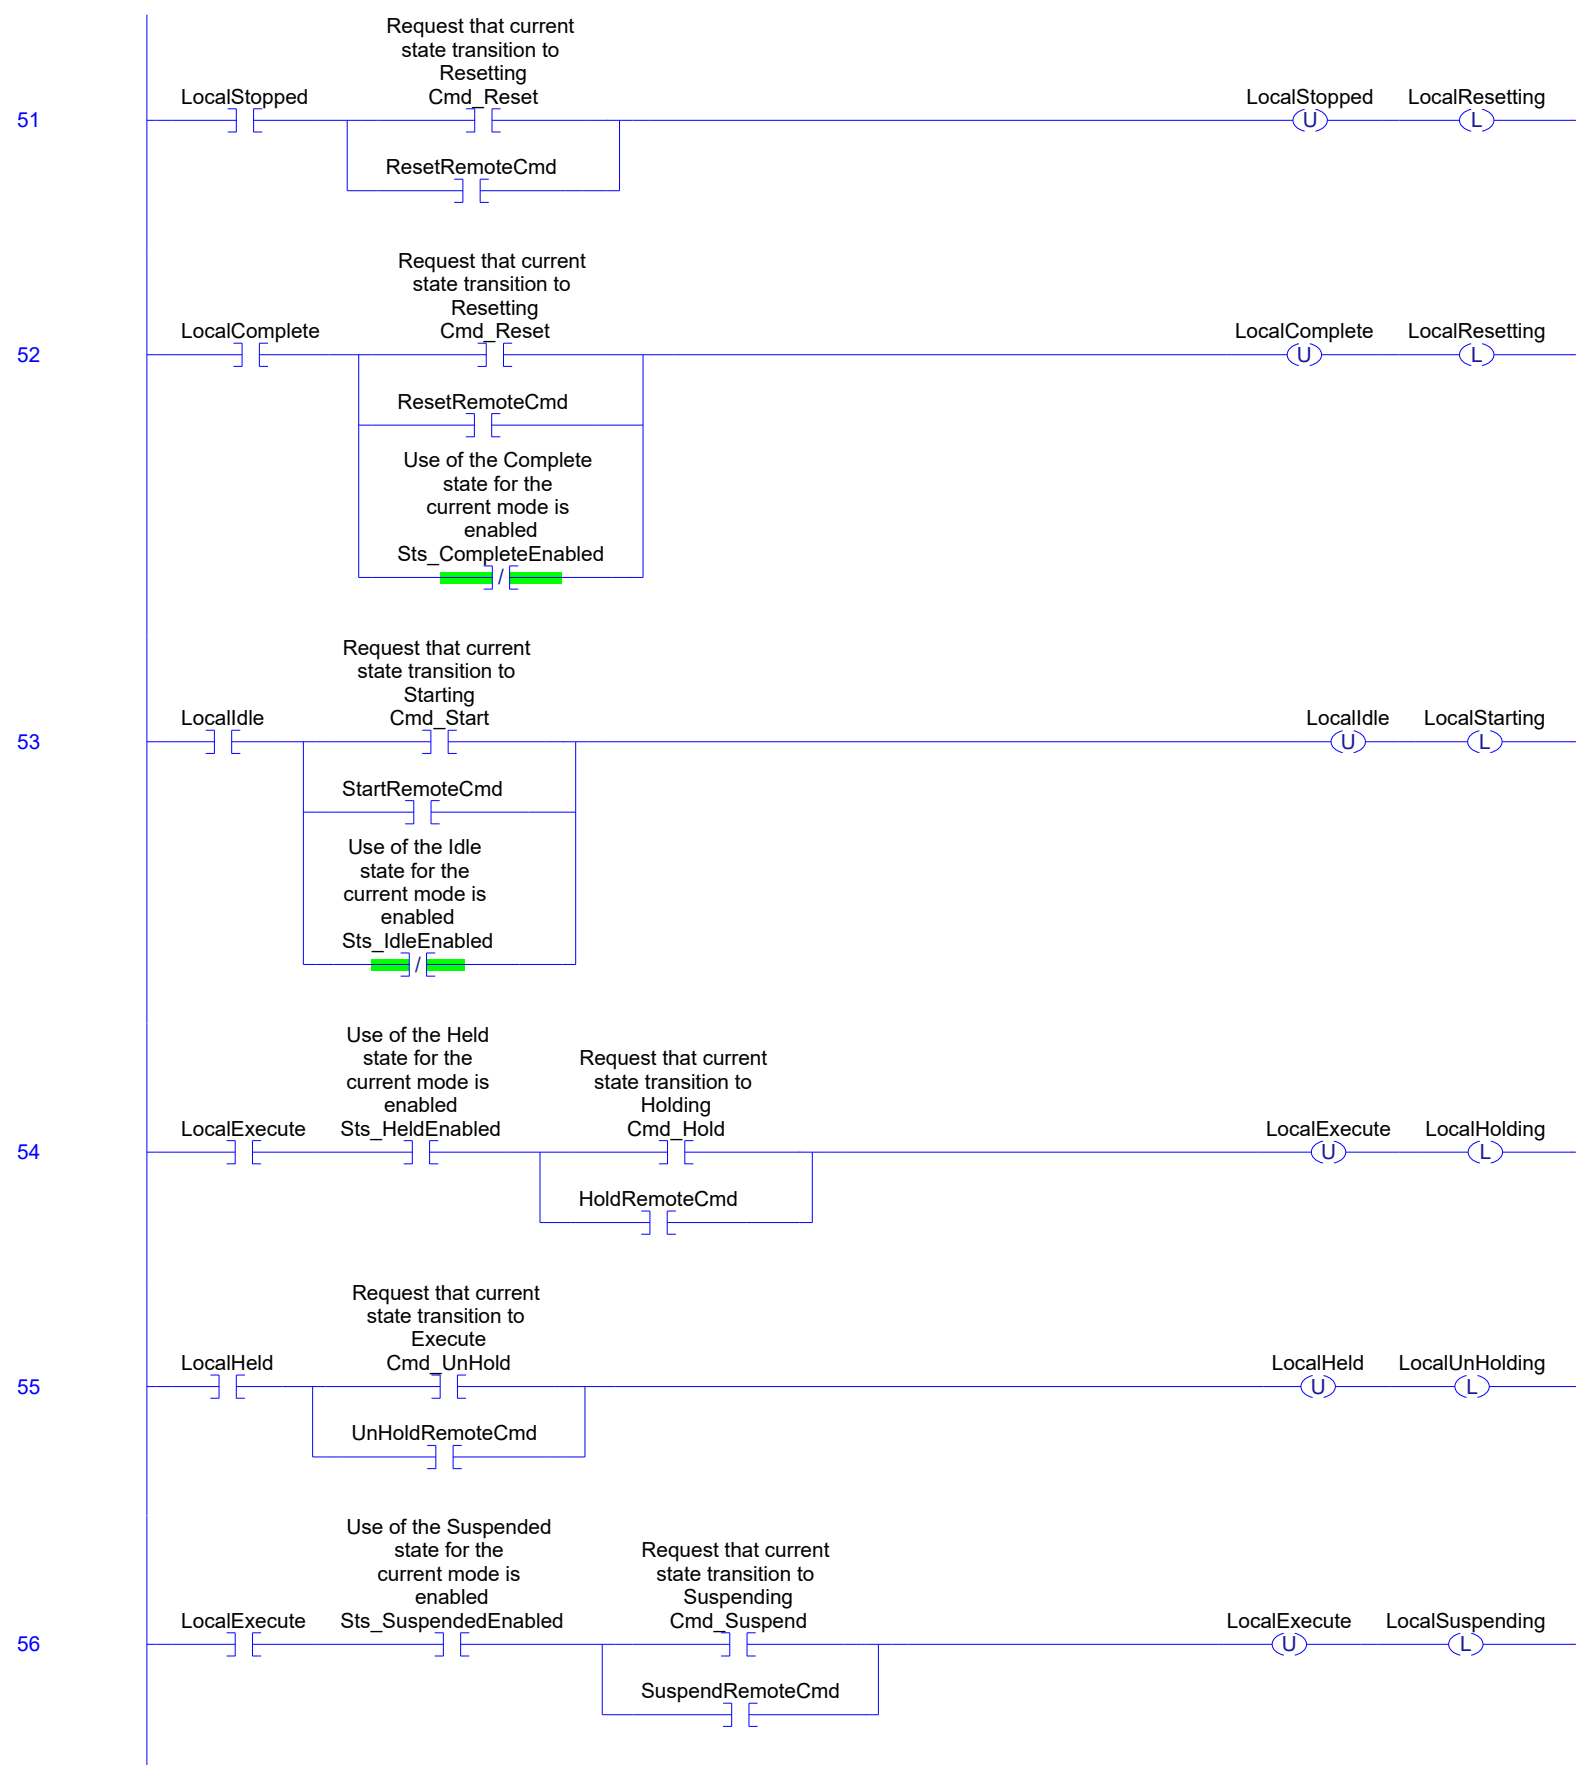 Request that current
state transition to
Resetting
LocalStopped Cmd_Reset LocalStopped LocalResetting
51 U L
ResetRemoteCmd
Request that current
state transition to
Resetting
LocalComplete Cmd_Reset LocalComplete LocalResetting
52 U L
ResetRemoteCmd
Use of the Complete
state for the
current mode is
enabled
Sts_CompleteEnabled
/
Request that current
state transition to
Starting
LocalIdle Cmd_Start LocalIdle LocalStarting
53 U L
StartRemoteCmd
Use of the Idle
state for the
current mode is
enabled
Sts_IdleEnabled
/
Use of the Held
state for the
current mode is
enabled
Request that current
state transition to
Holding
LocalExecute Sts_HeldEnabled Cmd_Hold LocalExecute LocalHolding
54 U L
HoldRemoteCmd
Request that current
state transition to
Execute
LocalHeld Cmd_UnHold LocalHeld LocalUnHolding
55 U L
UnHoldRemoteCmd
Use of the Suspended
state for the
current mode is
enabled
Request that current
state transition to
Suspending
LocalExecute Sts_SuspendedEnabled Cmd_Suspend LocalExecute LocalSuspending
56 U L
SuspendRemoteCmd